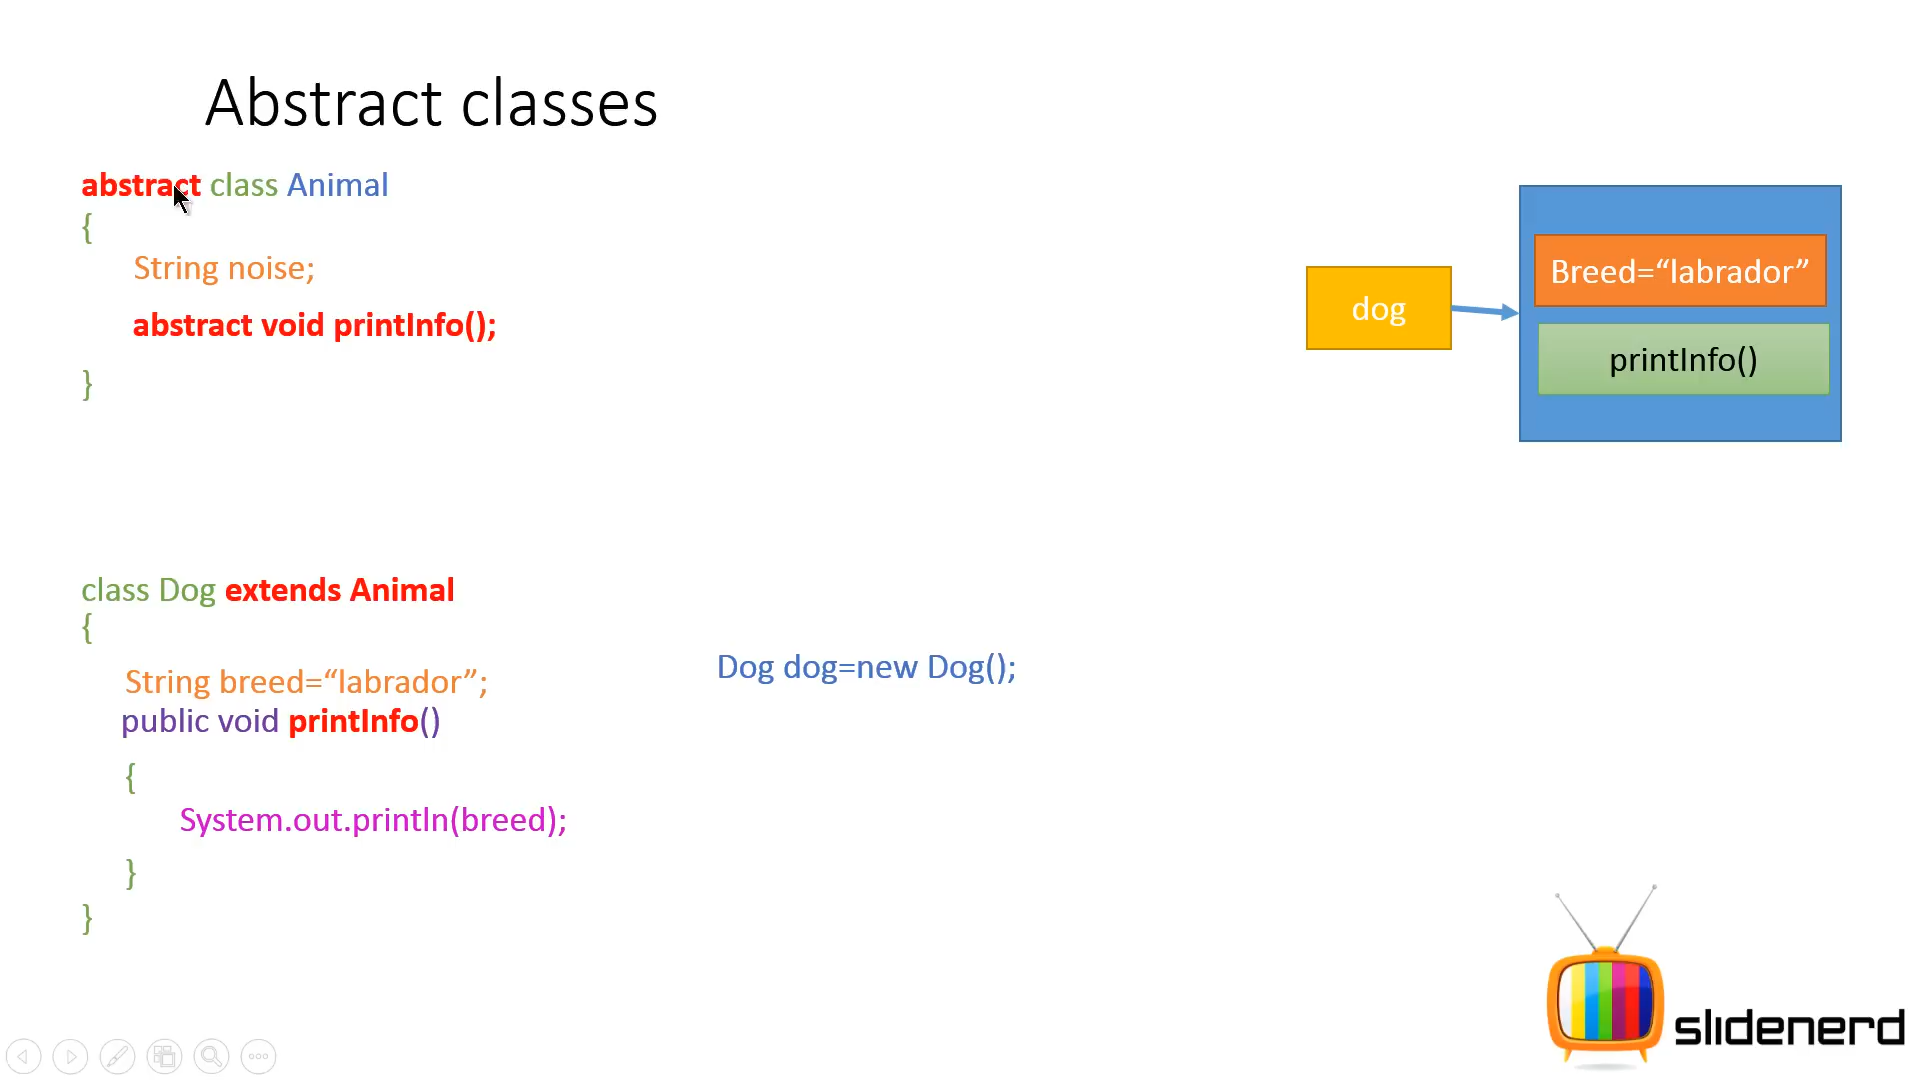 Abstract classes
abstract class Animal
{
String noise;
abstract void printInfo();
}
class Dog extends Animal
{
String breed=“labrador”;
public void printInfo()
{
System.out.println(breed);
}
}
Dog dog=new Dog();
dog
Breed=“labrador”
printInfo()
slidenerd